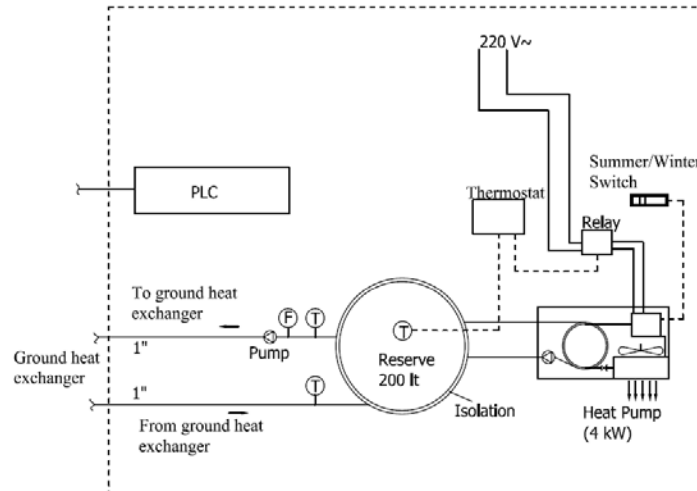 220 V~
Summer/Winter
Switch
Thermostat
PLC
Relay
To ground heat
exchanger
F
T
T
1"
Pump
Reserve
200 lt
Ground heat
exchanger
1"
T
Isolation
From ground heat
exchanger
Heat Pump
(4 kW)